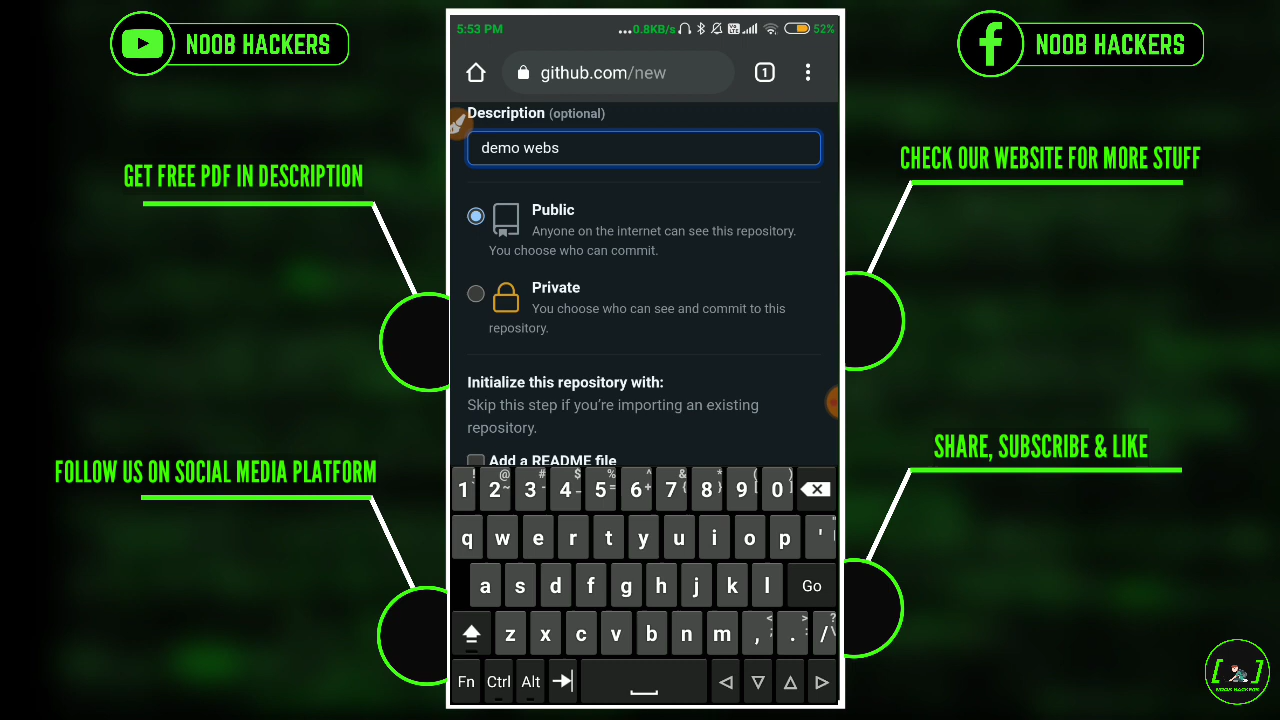 NOOB HACKERS
NOOB HACKERS
GET FREE PDF IN DESCRIPTION
CHECK OUR WEBSITE FOR MORE STUFF
FOLLOW US ON SOCIAL MEDIA PLATFORM
SHARE, SUBSCRIBE & LIKE
5:53 PM ...0.8KB/s 52%
github.com/new 1
Description (optional)
demo webs
Public
Anyone on the internet can see this repository.
You choose who can commit.
Private
You choose who can see and commit to this
repository.
Initialize this repository with:
Skip this step if you're importing an existing
repository.
Add a README file
1 2 3 4 5 6 7 8 9 0
q w e r t y u i o p '
a s d f g h j k l Go
z x c v b n m , . /
Fn Ctrl Alt
NOOB HACKERS